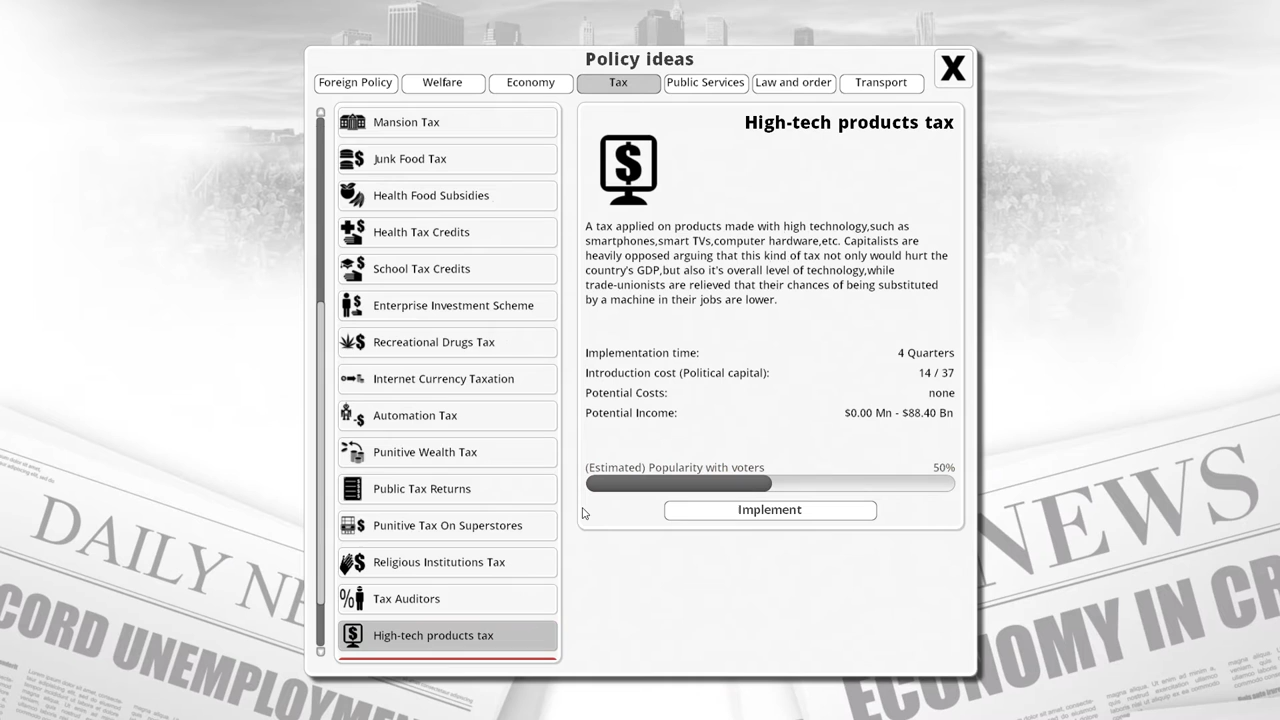 Policy ideas
X
Foreign Policy
Welfare
Economy
Tax
Public Services
Law and order
Transport
Mansion Tax
Junk Food Tax
Health Food Subsidies
Health Tax Credits
School Tax Credits
Enterprise Investment Scheme
Recreational Drugs Tax
Internet Currency Taxation
Automation Tax
Punitive Wealth Tax
Public Tax Returns
Punitive Tax On Superstores
Religious Institutions Tax
Tax Auditors
High-tech products tax
High-tech products tax
A tax applied on products made with high technology,such as
smartphones,smart TVs,computer hardware,etc. Capitalists are
heavily opposed arguing that this kind of tax not only would hurt the
country's GDP,but also it's overall level of technology,while
trade-unionists are relieved that their chances of being substituted
by a machine in their jobs are lower.
Implementation time: 4 Quarters
Introduction cost (Political capital): 14 / 37
Potential Costs: none
Potential Income: $0.00 Mn - $88.40 Bn
(Estimated) Popularity with voters 50%
Implement
DAILY NE
CORD UNEMPLOYM
NEWS
ECONOMY IN CR